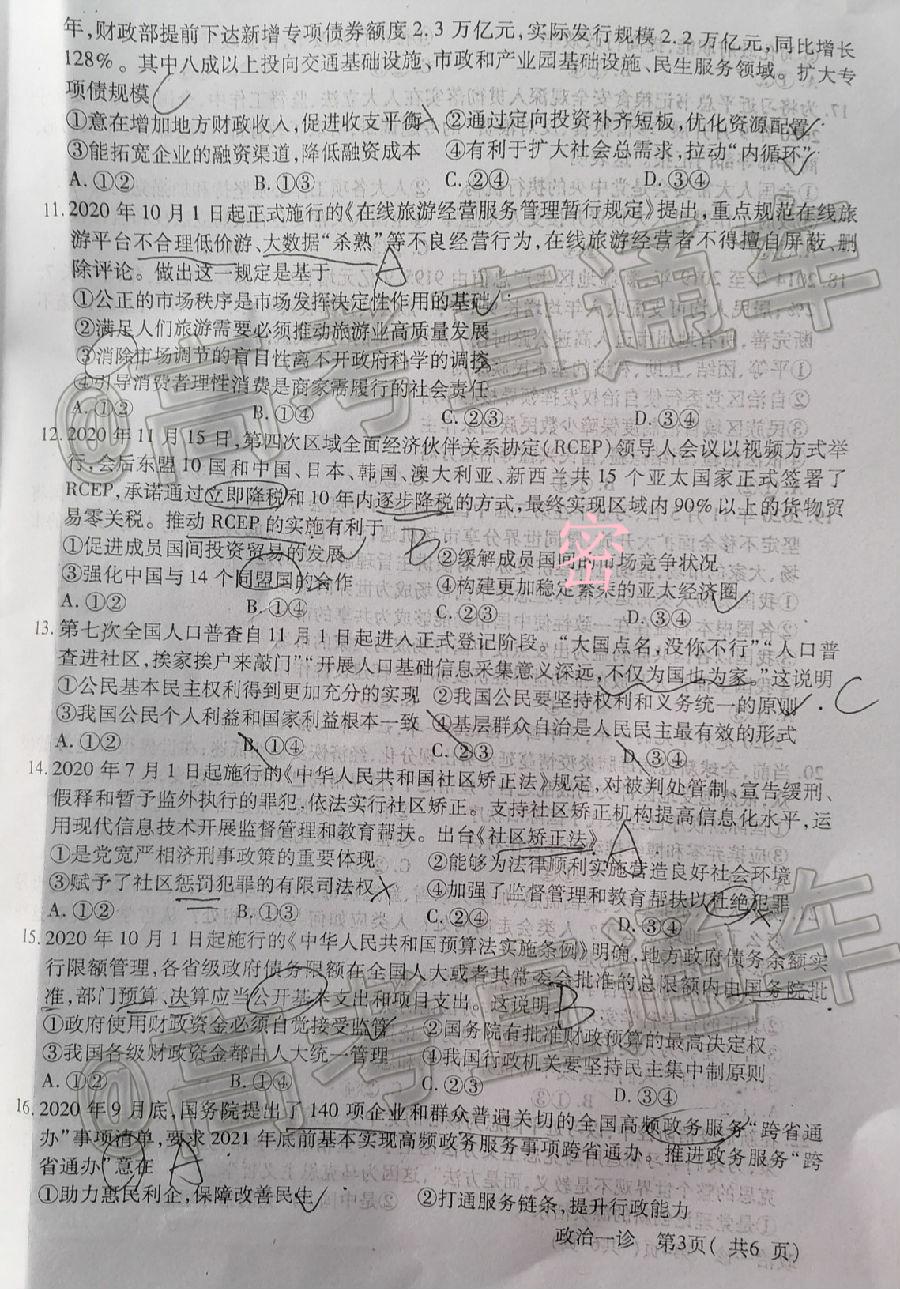 年,财政部提前下达新增专项债券额度2.3万亿元,实际发行规模2.2万亿元,同比增长
128%。其中八成以上投向交通基础设施、市政和产业园基础设施、民生服务领域。扩大专
项债规模 C
①意在增加地方财政收入,促进收支平衡 ②通过定向投资补齐短板,优化资源配置
③能拓宽企业的融资渠道,降低融资成本 ④有利于扩大社会总需求,拉动“内循环”
A.①② B.①③ C.②④ D.③④
11.2020年10月1日起正式施行的《在线旅游经营服务管理暂行规定》提出,重点规范在线旅
游平台不合理低价游、大数据“杀熟”等不良经营行为,在线旅游经营者不得擅自屏蔽、删
除评论。做出这一规定是基于 A
①公正的市场秩序是市场发挥决定性作用的基础
②满足人们旅游需要必须推动旅游业高质量发展
③消除市场调节的盲目性离不开政府科学的调控
④引导消费者理性消费是商家需履行的社会责任
A.①② B.①④ C.②③ D.③④
12.2020年11月15日,第四次区域全面经济伙伴关系协定(RCEP)领导人会议以视频方式举
行,会后东盟10国和中国、日本、韩国、澳大利亚、新西兰共15个亚太国家正式签署了
RCEP,承诺通过立即降税和10年内逐步降税的方式,最终实现区域内90%以上的货物贸
易零关税。推动RCEP的实施有利于 B
①促进成员国间投资贸易的发展 ②缓解成员国间的市场竞争状况
③强化中国与14个同盟国的合作 ④构建更加稳定繁荣的亚太经济圈
A.①② B.①④ C.②③ D.③④
13.第七次全国人口普查自11月1日起进入正式登记阶段。“大国点名,没你不行”“人口普
查进社区,挨家挨户来敲门”“开展人口基础信息采集意义深远,不仅为国也为家。”这说明
①公民基本民主权利得到更加充分的实现 ②我国公民要坚持权利和义务统一的原则 C
③我国公民个人利益和国家利益根本一致 ④基层群众自治是人民民主最有效的形式
A.①② B.①④ C.②③ D.③④
14.2020年7月1日起施行的《中华人民共和国社区矫正法》规定,对被判处管制、宣告缓刑、
假释和暂予监外执行的罪犯,依法实行社区矫正。支持社区矫正机构提高信息化水平,运
用现代信息技术开展监督管理和教育帮扶。出台《社区矫正法》 A
①是党宽严相济刑事政策的重要体现 ②能够为法律顺利实施营造良好社会环境
③赋予了社区惩罚犯罪的有限司法权 ④加强了监督管理和教育帮扶以杜绝犯罪
A.①② B.①③ C.②④ D.③④
15.2020年10月1日起施行的《中华人民共和国预算法实施条例》明确,地方政府债务余额实
行限额管理,各省级政府债务限额在全国人大或者其常委会批准的总限额内由国务院批
准,部门预算、决算应当公开基本支出和项目支出。这说明 B
①政府使用财政资金必须自觉接受监管 ②国务院有批准财政预算的最高决定权
③我国各级财政资金都由人大统一管理 ④我国行政机关要坚持民主集中制原则
A.①② B.①④ C.②③ D.③④
16.2020年9月底,国务院提出了140项企业和群众普遍关切的全国高频政务服务“跨省通
办”事项清单,要求2021年底前基本实现高频政务服务事项跨省通办。推进政务服务“跨
省通办”意在 A
①助力惠民利企,保障改善民生 ②打通服务链条,提升行政能力
政治一诊 第3页(共6页)
密
@高考直通车
@高考直通车